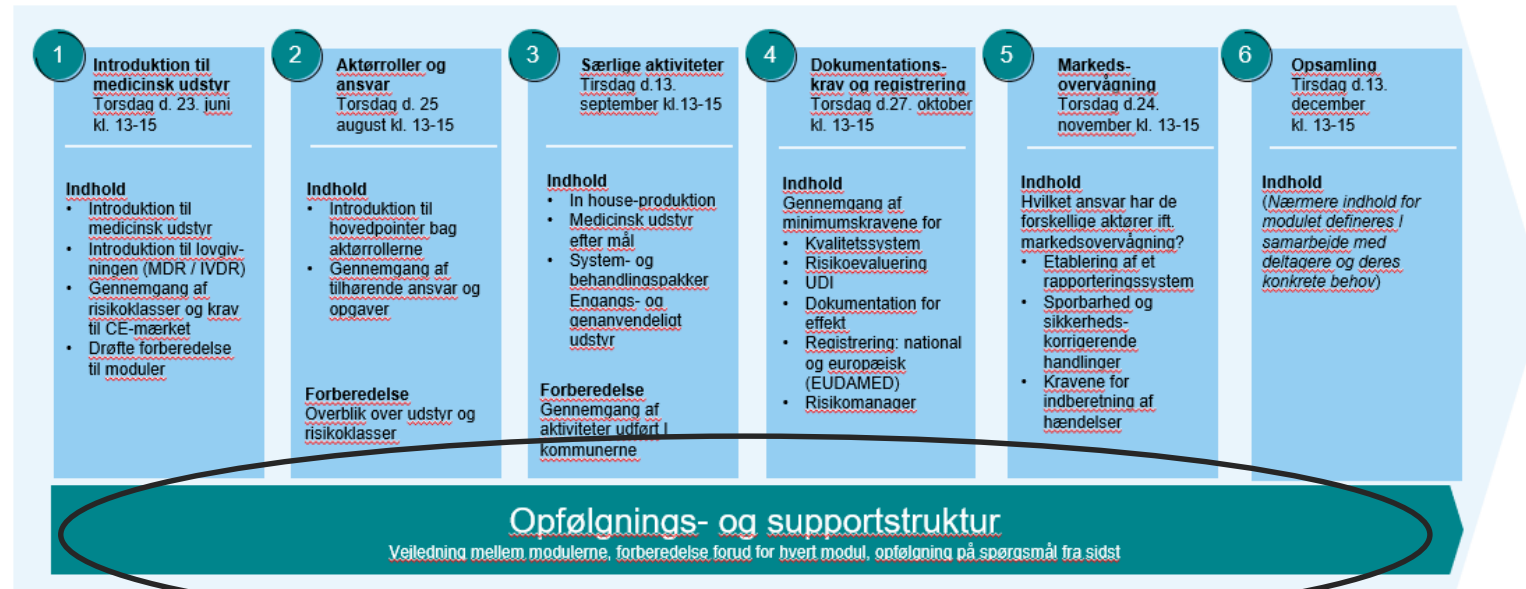 1
Introduktion til
medicinsk udstyr
Torsdag d. 23. juni
kl. 13-15
Indhold
• Introduktion til
medicinsk udstyr
• Introduktion til lovgiv-
ningen (MDR / IVDR)
• Gennemgang af
risikoklasser og krav
til CE-mærket
• Drøfte forberedelse
til moduler
2
Aktørroller og
ansvar
Torsdag d. 25
august kl. 13-15
Indhold
• Introduktion til
hovedpointer bag
aktørrollerne
• Gennemgang af
tilhørende ansvar og
opgaver
Forberedelse
Overblik over udstyr og
risikoklasser
3
Særlige aktiviteter
Tirsdag d.13.
september kl.13-15
Indhold
• In house-produktion
• Medicinsk udstyr
efter mål
• System- og
behandlingspakker
Engangs- og
genanvendeligt
udstyr
Forberedelse
Gennemgang af
aktiviteter udført I
kommunerne
4
Dokumentations-
krav og registrering
Torsdag d.27. oktober
kl. 13-15
Indhold
Gennemgang af
minimumskravene for
• Kvalitetssystem
• Risikoevaluering
• UDI
• Dokumentation for
effekt
• Registrering: national
og europæisk
(EUDAMED)
• Risikomanager
5
Markeds-
overvågning
Torsdag d.24.
november kl. 13-15
Indhold
Hvilket ansvar har de
forskellige aktører ift.
markedsovervågning?
• Etablering af et
rapporteringssystem
• Sporbarhed og
sikkerheds-
korrigerende
handlinger
• Kravene for
indberetning af
hændelser
6
Opsamling
Tirsdag d.13.
december
kl. 13-15
Indhold
(Nærmere indhold for
modulet defineres I
samarbejde med
deltagere og deres
konkrete behov)
Opfølgnings- og supportstruktur
Vejledning mellem modulerne, forberedelse forud for hvert modul, opfølgning på spørgsmål fra sidst